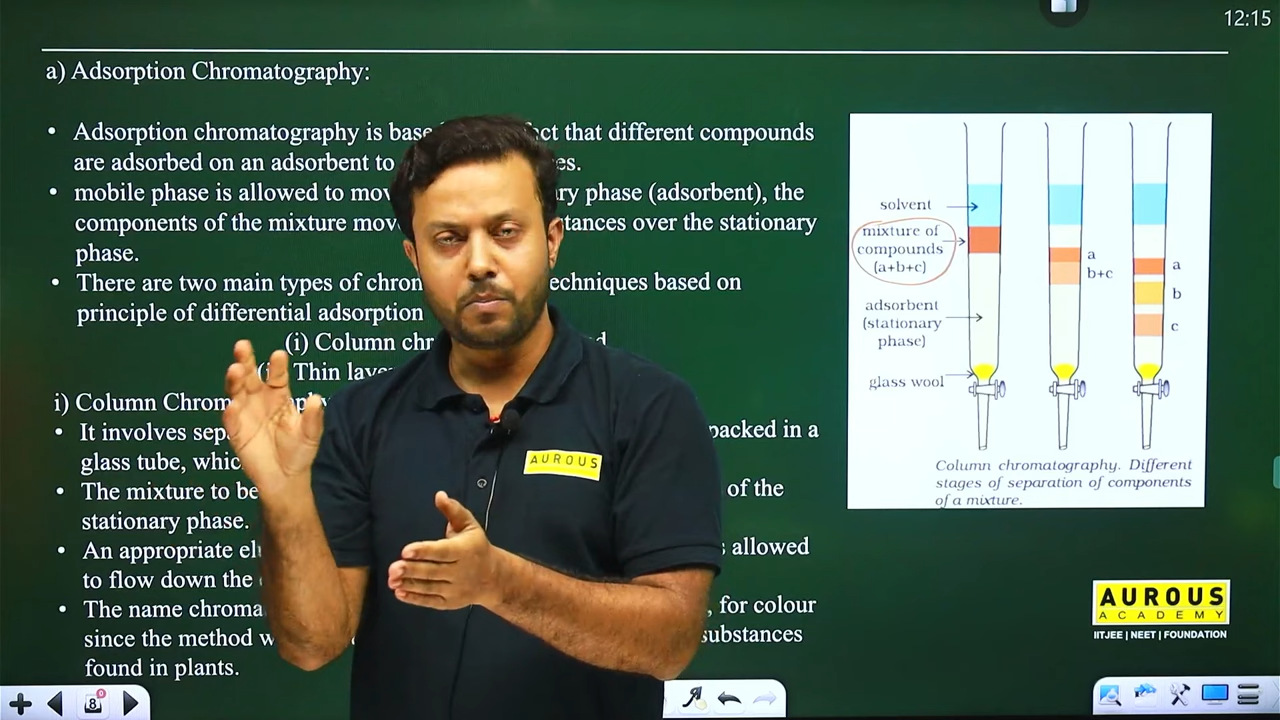 12:15
a) Adsorption Chromatography:
• Adsorption chromatography is base ct that different compounds
are adsorbed on an adsorbent to es.
• mobile phase is allowed to mov ry phase (adsorbent), the
components of the mixture mov tances over the stationary
phase.
• There are two main types of chrom echniques based on
principle of differential adsorption
(i) Column chr
Thin laye
i) Column Chrom
• It involves sep packed in a
glass tube, whic
• The mixture to be of the
stationary phase.
• An appropriate el allowed
to flow down the
• The name chroma , for colour
since the method w substances
found in plants.
solvent
mixture of
compounds
(a+b+c)
adsorbent
(stationary
phase)
glass wool
a
b+c
a
b
c
Column chromatography. Different
stages of separation of components
of a mixture.
AUROUS
AUROUS
ACADEMY
IITJEE | NEET | FOUNDATION
8
0